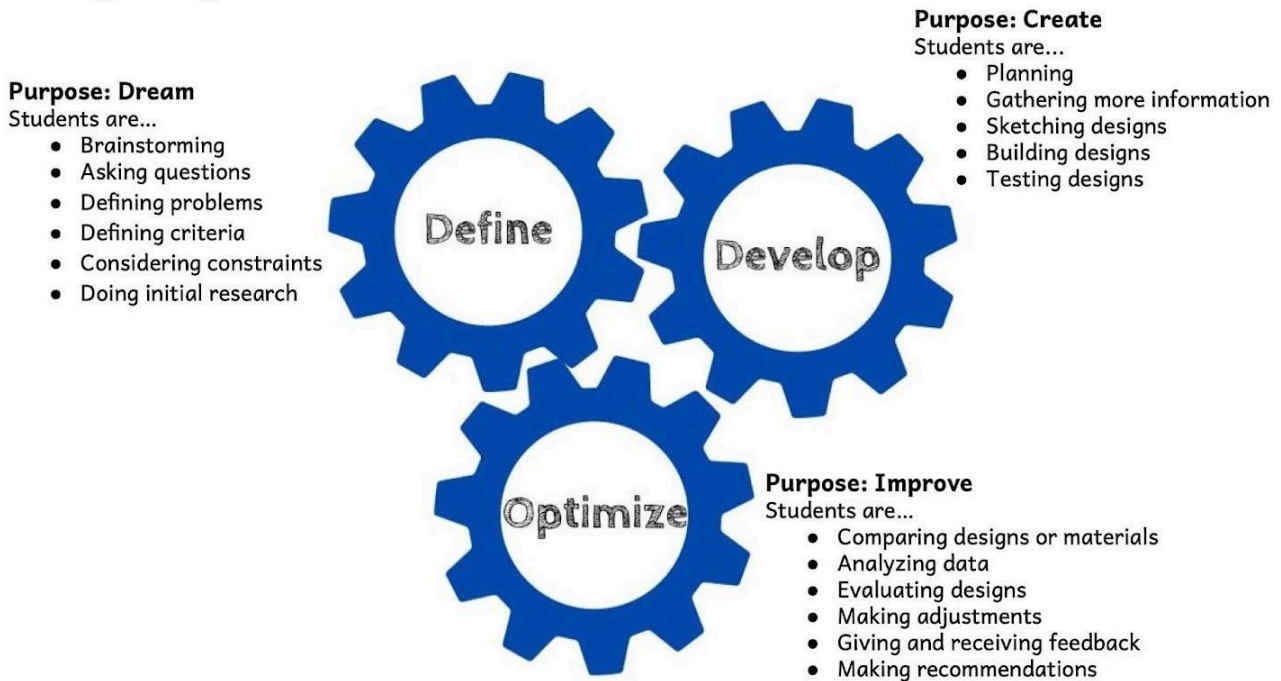 Purpose: Dream
Students are...
● Brainstorming
● Asking questions
● Defining problems
● Defining criteria
● Considering constraints
● Doing initial research
Define
Purpose: Create
Students are...
● Planning
● Gathering more information
● Sketching designs
● Building designs
● Testing designs
Develop
Optimize
Purpose: Improve
Students are...
● Comparing designs or materials
● Analyzing data
● Evaluating designs
● Making adjustments
● Giving and receiving feedback
● Making recommendations